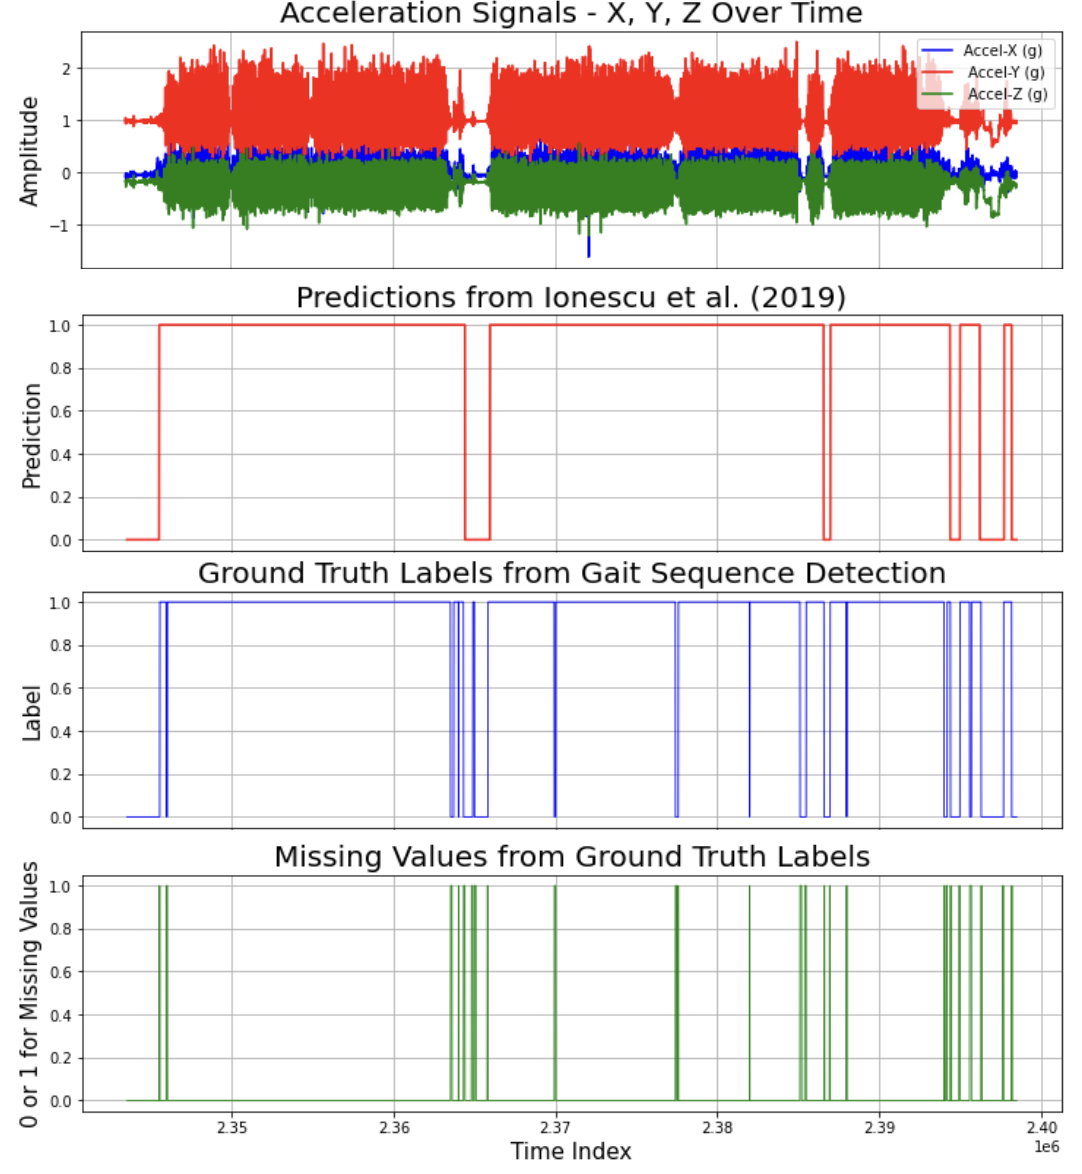 Acceleration Signals - X, Y, Z Over Time
Amplitude
2
1
0
−1
Accel-X (g)
Accel-Y (g)
Accel-Z (g)
Predictions from Ionescu et al. (2019)
Prediction
1.0
0.8
0.6
0.4
0.2
0.0
Ground Truth Labels from Gait Sequence Detection
Label
1.0
0.8
0.6
0.4
0.2
0.0
Missing Values from Ground Truth Labels
0 or 1 for Missing Values
1.0
0.8
0.6
0.4
0.2
0.0
2.35 2.36 2.37 2.38 2.39 2.40
1e6
Time Index